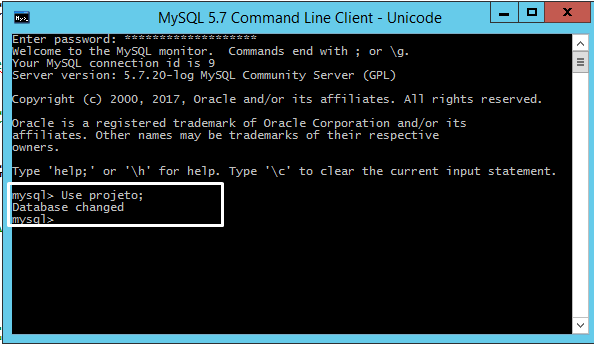 MySQL 5.7 Command Line Client - Unicode
Enter password: *******************
Welcome to the MySQL monitor.  Commands end with ; or \g.
Your MySQL connection id is 9
Server version: 5.7.20-log MySQL Community Server (GPL)
Copyright (c) 2000, 2017, Oracle and/or its affiliates. All rights reserved.
Oracle is a registered trademark of Oracle Corporation and/or its
affiliates. Other names may be trademarks of their respective
owners.
Type 'help;' or '\h' for help. Type '\c' to clear the current input statement.
mysql> Use projeto;
Database changed
mysql>